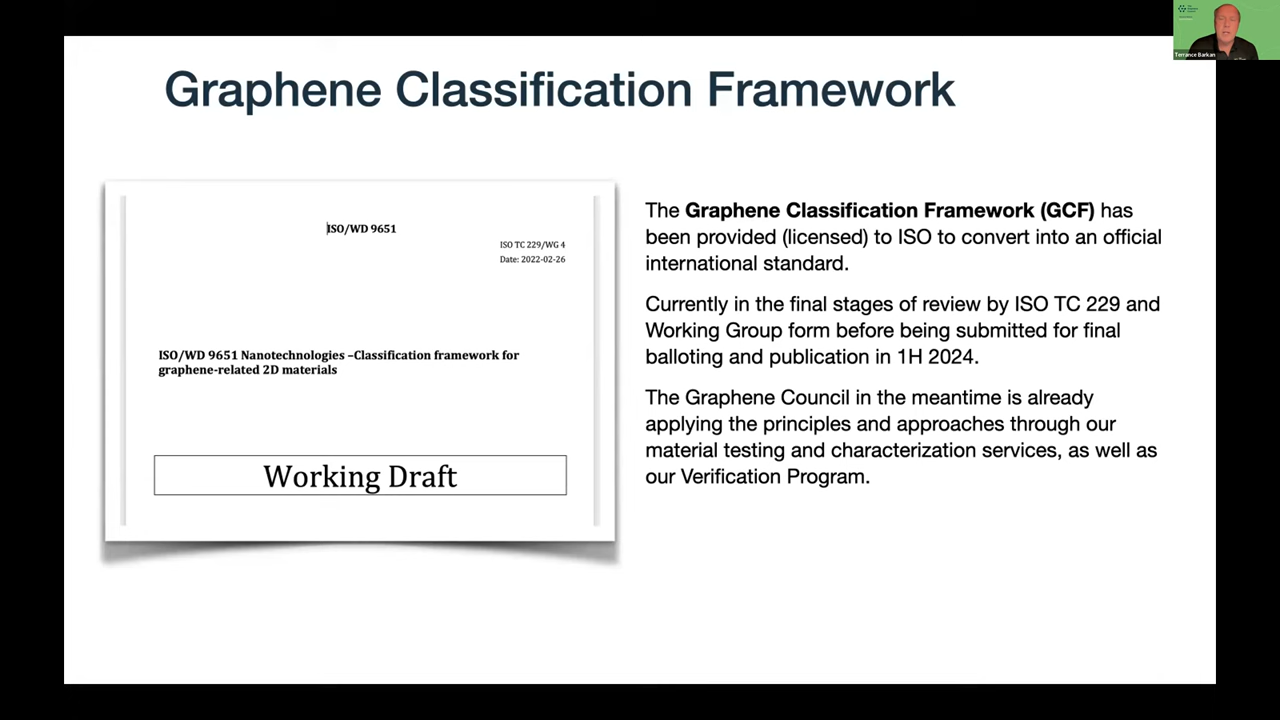 Terrance Barkan
Graphene Classification Framework
ISO/WD 9651
ISO TC 229/WG 4
Date: 2022-02-26
ISO/WD 9651 Nanotechnologies –Classification framework for
graphene-related 2D materials
Working Draft
The Graphene Classification Framework (GCF) has
been provided (licensed) to ISO to convert into an official
international standard.
Currently in the final stages of review by ISO TC 229 and
Working Group form before being submitted for final
balloting and publication in 1H 2024.
The Graphene Council in the meantime is already
applying the principles and approaches through our
material testing and characterization services, as well as
our Verification Program.